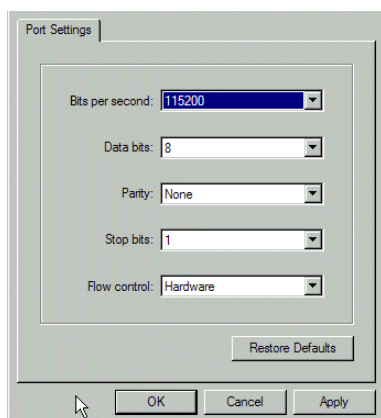 Port Settings
Bits per second: 115200
Data bits: 8
Parity: None
Stop bits: 1
Flow control: Hardware
Restore Defaults
OK Cancel Apply